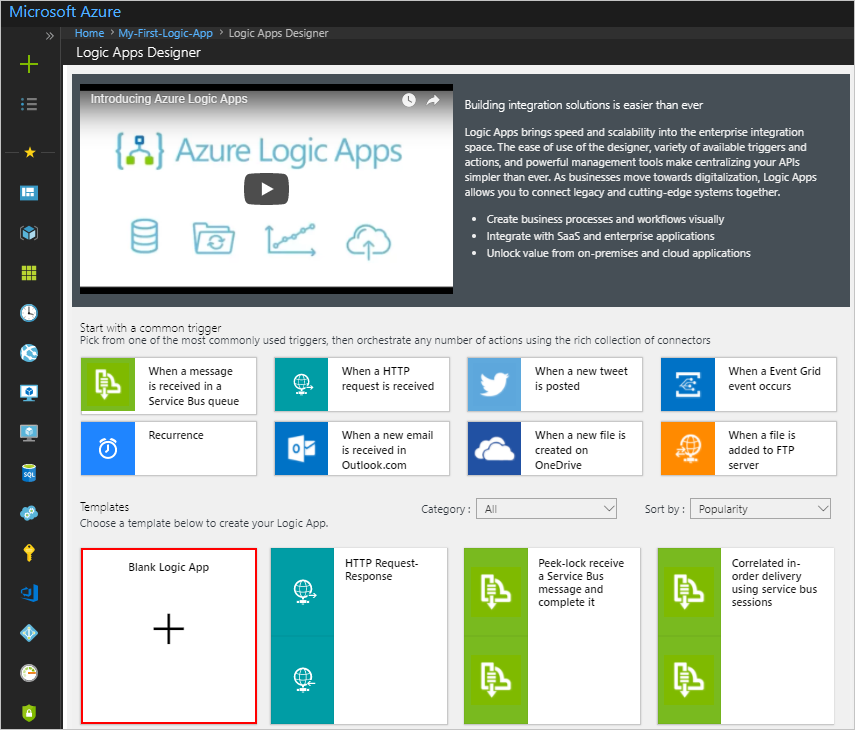 Microsoft Azure
Home > My-First-Logic-App > Logic Apps Designer
Logic Apps Designer
Introducing Azure Logic Apps
Azure Logic Apps
Building integration solutions is easier than ever
Logic Apps brings speed and scalability into the enterprise integration
space. The ease of use of the designer, variety of available triggers and
actions, and powerful management tools make centralizing your APIs
simpler than ever. As businesses move towards digitalization, Logic Apps
allows you to connect legacy and cutting-edge systems together.
• Create business processes and workflows visually
• Integrate with SaaS and enterprise applications
• Unlock value from on-premises and cloud applications
Start with a common trigger
Pick from one of the most commonly used triggers, then orchestrate any number of actions using the rich collection of connectors
When a message
is received in a
Service Bus queue
When a HTTP
request is received
When a new tweet
is posted
When a Event Grid
event occurs
Recurrence
When a new email
is received in
Outlook.com
When a new file is
created on
OneDrive
When a file is
added to FTP
server
Templates
Choose a template below to create your Logic App.
Category : All
Sort by : Popularity
Blank Logic App
HTTP Request-
Response
Peek-lock receive
a Service Bus
message and
complete it
Correlated in-
order delivery
using service bus
sessions
SQL